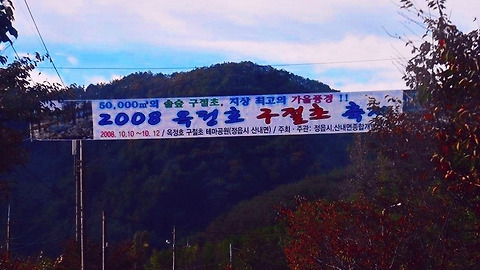 50,000㎡의 솔숲 구절초, 지상 최고의 가을풍경 !!
2008 옥정호 구절초 축
2008. 10.10 ~ 10. 12 / 옥정호 구절초 테마공원(정읍시 산내면) / 주최·주관: 정읍시,산내면종합개